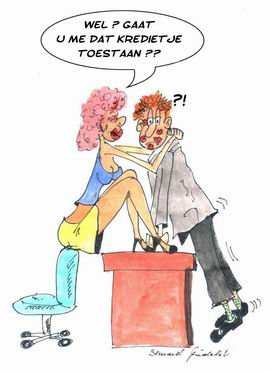 WEL ? GAAT
U ME DAT KREDIETJE
TOESTAAN ??
?!